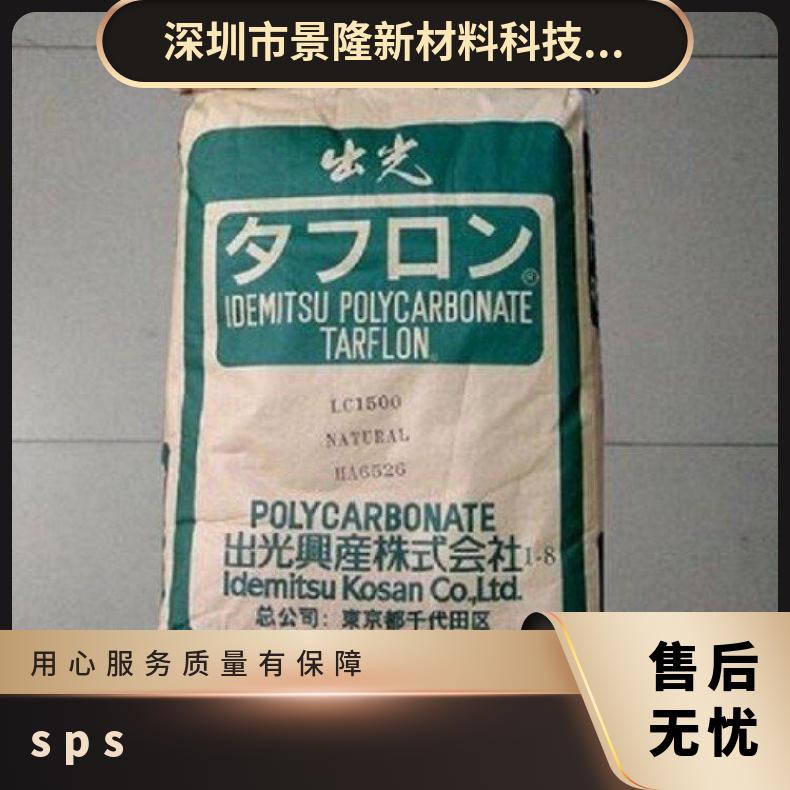 深圳市景隆新材料科技...
出光
タフロン®
IDEMITSU POLYCARBONATE
TARFLON
LC1500
NATURAL
HA6526
POLYCARBONATE
出光興産株式会社1-8
Idemitsu Kosan Co.,Ltd.
总公司：東京都千代田区
用心服务质量有保障
售后
无忧
sps